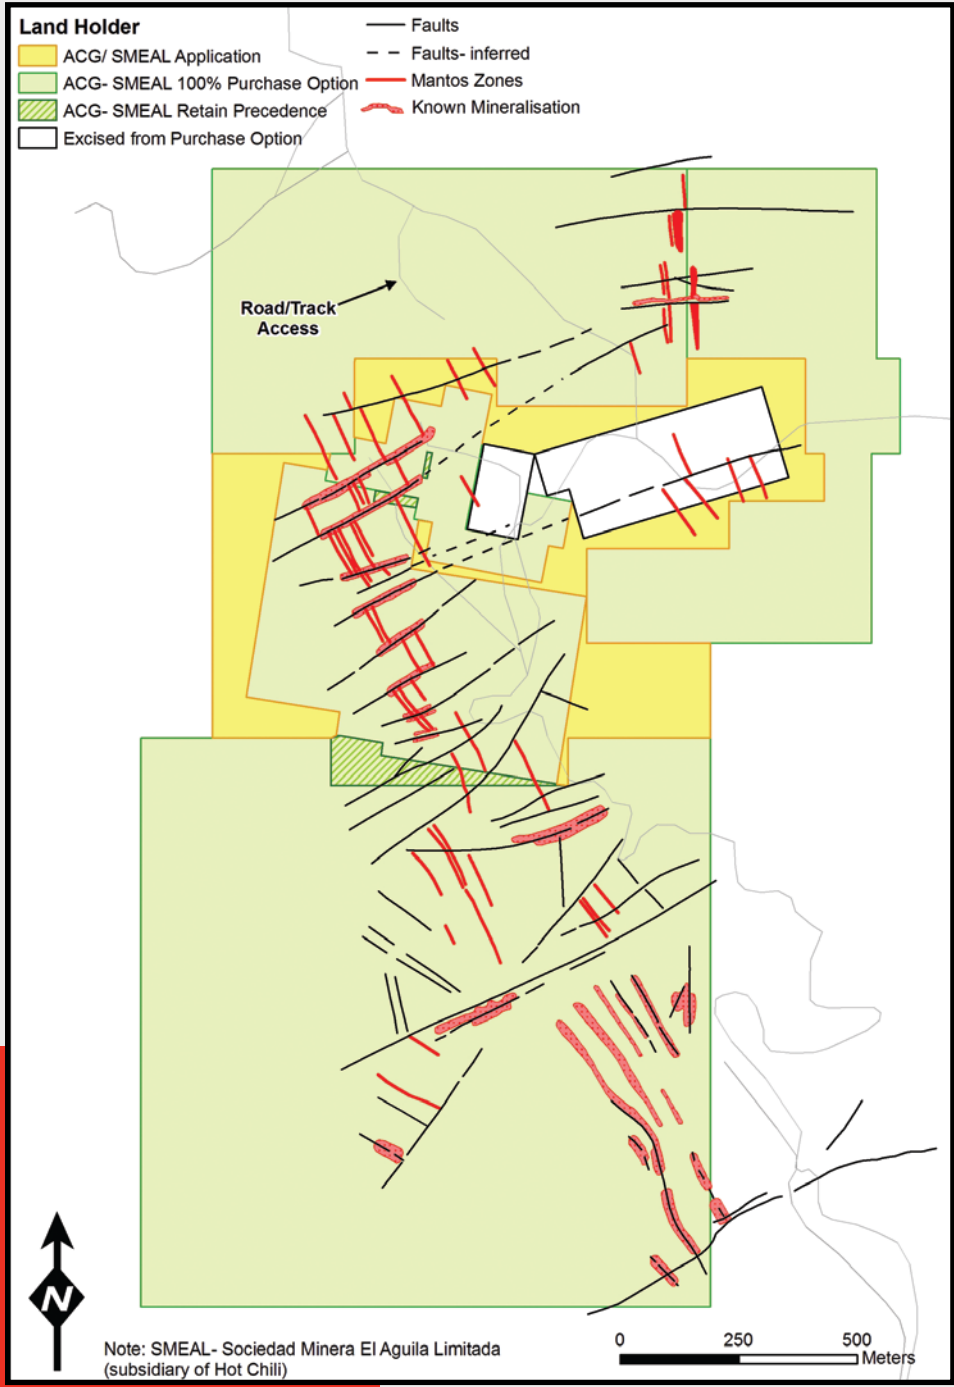 Land Holder
ACG/ SMEAL Application
ACG- SMEAL 100% Purchase Option
ACG- SMEAL Retain Precedence
Excised from Purchase Option
Faults
Faults- inferred
Mantos Zones
Known Mineralisation
Road/Track
Access
N
Note: SMEAL- Sociedad Minera El Aguila Limitada
(subsidiary of Hot Chili)
0 250 500
Meters